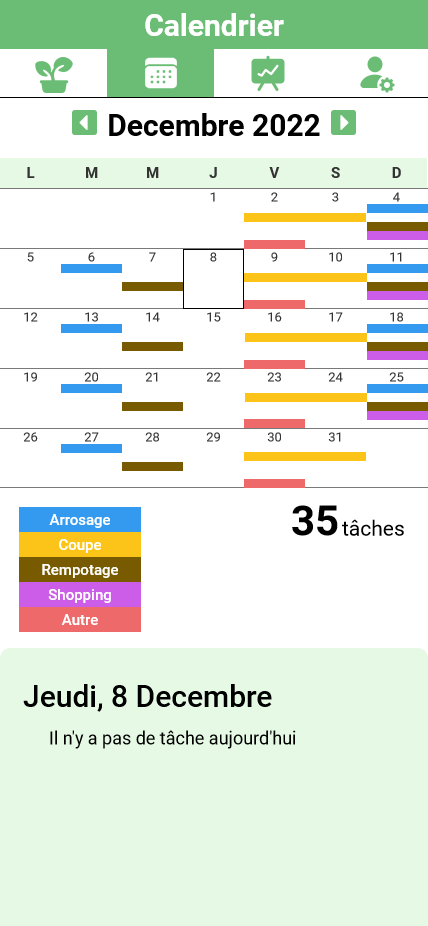 Calendrier
Decembre 2022
L M M J V S D
1 2 3 4
5 6 7 8 9 10 11
12 13 14 15 16 17 18
19 20 21 22 23 24 25
26 27 28 29 30 31
Arrosage
Coupe
Rempotage
Shopping
Autre
35 tâches
Jeudi, 8 Decembre
Il n'y a pas de tâche aujourd'hui